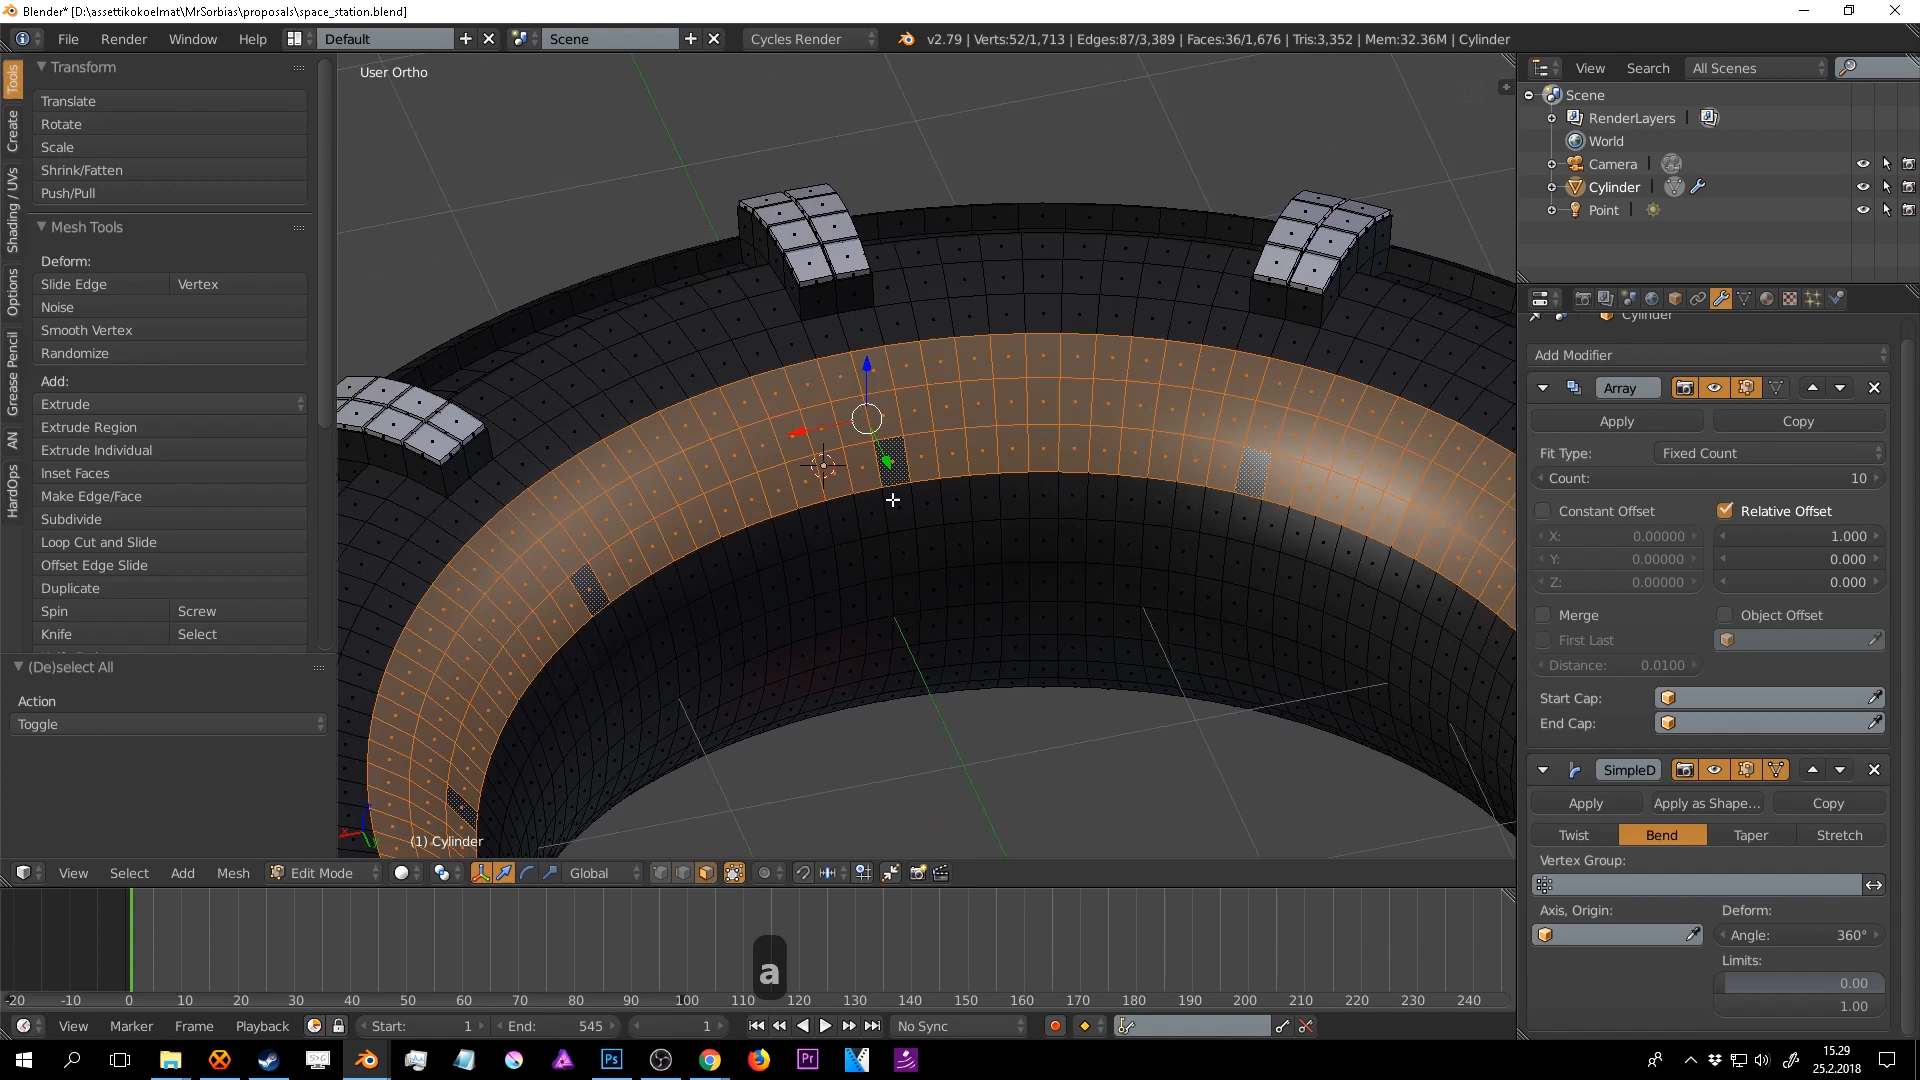 Blender* [D:\assettikokoelmat\MrSorbias\proposals\space_station.blend]
File Render Window Help Default Scene Cycles Render v2.79 | Verts:52/1,713 | Edges:87/3,389 | Faces:36/1,676 | Tris:3,352 | Mem:32.36M | Cylinder
Tools
Create
Shading / UVs
Options
Grease Pencil
AN
HardOps
Transform
Translate
Rotate
Scale
Shrink/Fatten
Push/Pull
Mesh Tools
Deform:
Slide Edge Vertex
Noise
Smooth Vertex
Randomize
Add:
Extrude
Extrude Region
Extrude Individual
Inset Faces
Make Edge/Face
Subdivide
Loop Cut and Slide
Offset Edge Slide
Duplicate
Spin Screw
Knife Select
(De)select All
Action
Toggle
User Ortho
(1) Cylinder
View Select Add Mesh Edit Mode Global
View Search All Scenes
Scene
RenderLayers
World
Camera
Cylinder
Point
Cylinder
Add Modifier
Array
Apply Copy
Fit Type: Fixed Count
Count: 10
Constant Offset Relative Offset
X: 0.00000 1.000
Y: 0.00000 0.000
Z: 0.00000 0.000
Merge Object Offset
First Last
Distance: 0.0100
Start Cap:
End Cap:
SimpleD
Apply Apply as Shape... Copy
Twist Bend Taper Stretch
Vertex Group:
Axis, Origin: Deform:
Angle: 360°
Limits:
0.00
1.00
a
-20 -10 0 10 20 30 40 50 60 70 80 90 100 110 120 130 140 150 160 170 180 190 200 210 220 230 240
View Marker Frame Playback Start: 1 End: 545 1 No Sync
Ps
Pr
15.29
25.2.2018